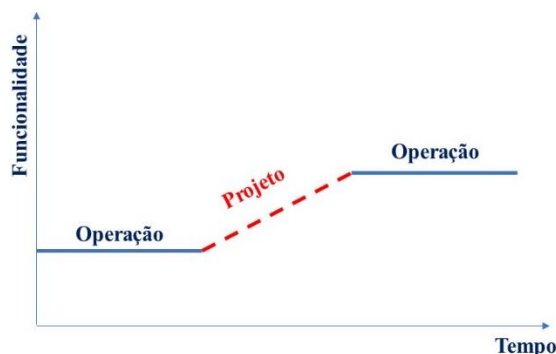 Funcionalidade
Operação
Projeto
Operação
Tempo